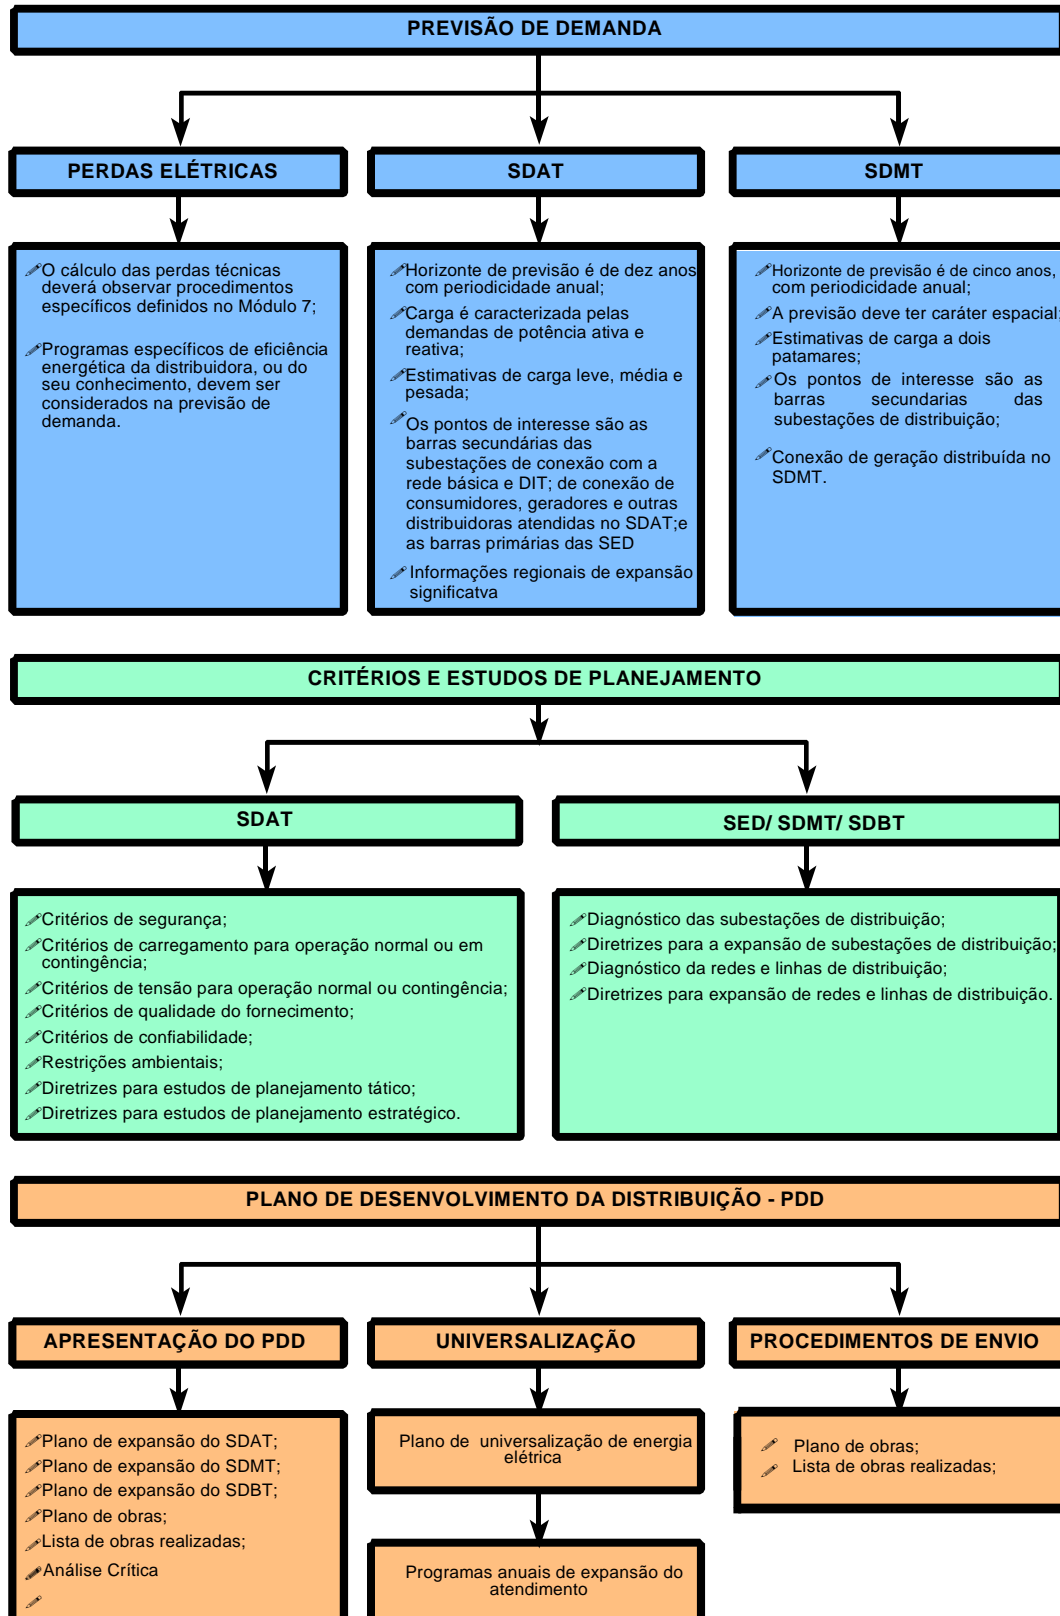 PREVISÃO DE DEMANDA
PERDAS ELÉTRICAS
O cálculo das perdas técnicas
deverá observar procedimentos
específicos definidos no Módulo 7;
Programas específicos de eficiência
energética da distribuidora, ou do
seu conhecimento, devem ser
considerados na previsão de
demanda.
SDAT
Horizonte de previsão é de dez anos
com periodicidade anual;
Carga é caracterizada pelas
demandas de potência ativa e
reativa;
Estimativas de carga leve, média e
pesada;
Os pontos de interesse são as
barras secundárias das
subestações de conexão com a
rede básica e DIT; de conexão de
consumidores, geradores e outras
distribuidoras atendidas no SDAT;e
as barras primárias das SED
Informações regionais de expansão
significatva
SDMT
Horizonte de previsão é de cinco anos,
com periodicidade anual;
A previsão deve ter caráter espacial;
Estimativas de carga a dois
patamares;
Os pontos de interesse são as
barras secundarias das
subestações de distribuição;
Conexão de geração distribuída no
SDMT.
CRITÉRIOS E ESTUDOS DE PLANEJAMENTO
SDAT
Critérios de segurança;
Critérios de carregamento para operação normal ou em
contingência;
Critérios de tensão para operação normal ou contingência;
Critérios de qualidade do fornecimento;
Critérios de confiabilidade;
Restrições ambientais;
Diretrizes para estudos de planejamento tático;
Diretrizes para estudos de planejamento estratégico.
SED/ SDMT/ SDBT
Diagnóstico das subestações de distribuição;
Diretrizes para a expansão de subestações de distribuição;
Diagnóstico da redes e linhas de distribuição;
Diretrizes para expansão de redes e linhas de distribuição.
PLANO DE DESENVOLVIMENTO DA DISTRIBUIÇÃO - PDD
APRESENTAÇÃO DO PDD
Plano de expansão do SDAT;
Plano de expansão do SDMT;
Plano de expansão do SDBT;
Plano de obras;
Lista de obras realizadas;
Análise Crítica
UNIVERSALIZAÇÃO
Plano de universalização de energia
elétrica
Programas anuais de expansão do
atendimento
PROCEDIMENTOS DE ENVIO
Plano de obras;
Lista de obras realizadas;